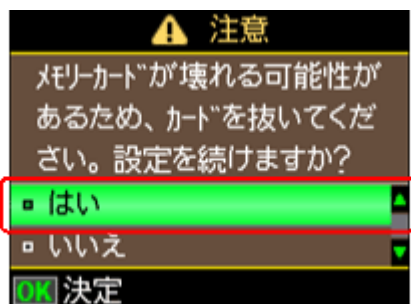 注意
ﾒﾓﾘｰｶｰﾄﾞが壊れる可能性が
あるため、ｶｰﾄﾞを抜いてくだ
さい。設定を続けますか?
はい
いいえ
OK 決定